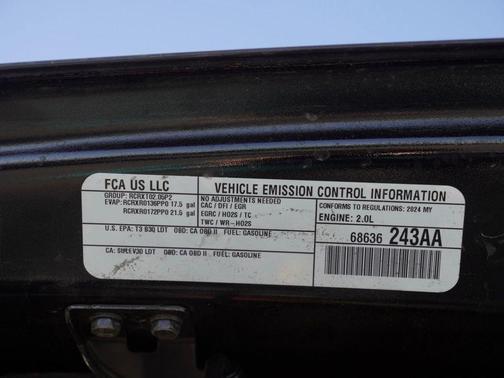 FCA US LLC
VEHICLE EMISSION CONTROL INFORMATION
GROUP: RCRXT02.05P2
EVAP: RCRXR0136PP0 17.5 gal
RCRXR0172PP0 21.5 gal
NO ADJUSTMENTS NEEDED
CAC / DFI / EGR
EGRC / HO2S / TC
TWC / WR-HO2S
CONFORMS TO REGULATIONS: 2024 MY
ENGINE: 2.0L
U.S. EPA: T3 B30 LDT OBD: CA OBD II FUEL: GASOLINE
CA: SULEV30 LDT OBD: CA OBD II FUEL: GASOLINE
68636 243AA